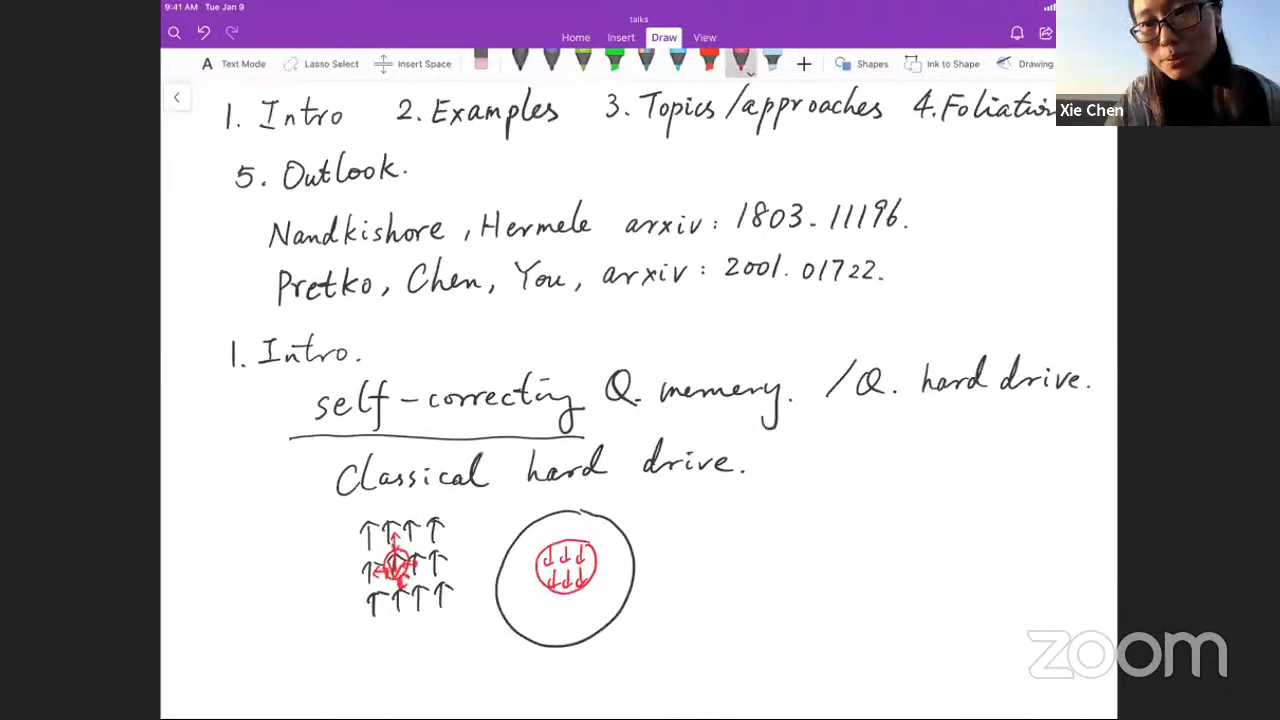 9:41 AM Tue Jan 9
talks
Home Insert Draw View
Text Mode Lasso Select Insert Space Shapes Ink to Shape Drawing
1. Intro 2. Examples 3. Topics/approaches 4. Foliation
Xie Chen
5. Outlook.
Nandkishore, Hermele arxiv: 1803.11196.
Pretko, Chen, You, arxiv: 2001.01722.
1. Intro.
self-correcting Q. memery. /Q. hard drive.
Classical hard drive.
zoom